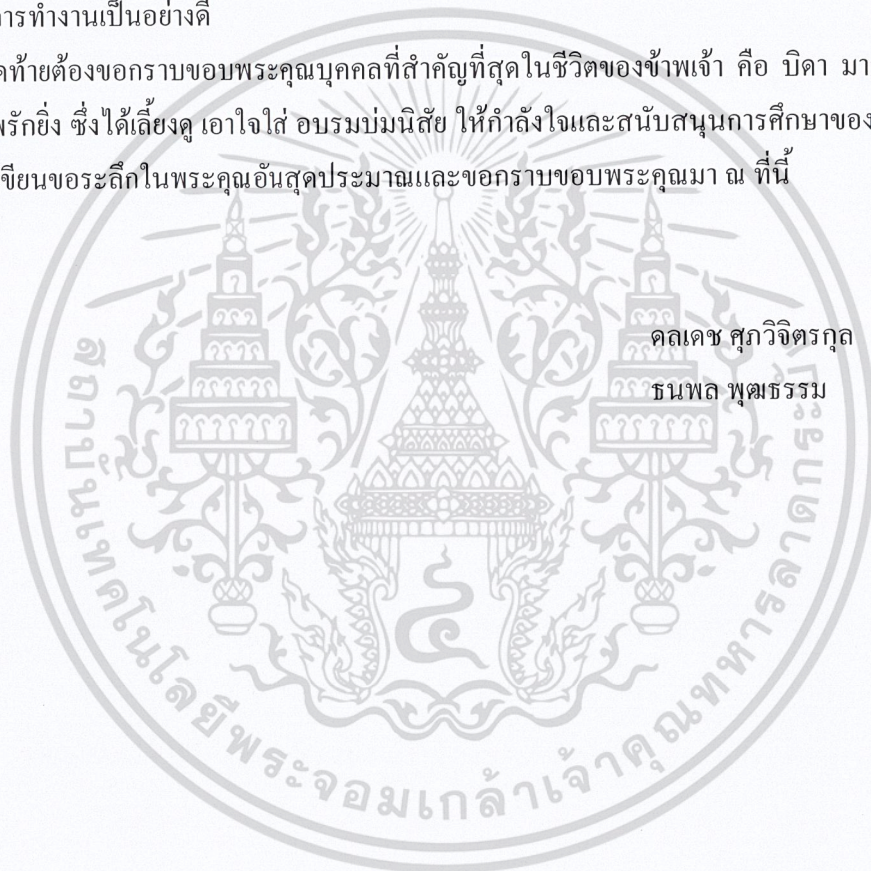 การทำงานเป็นอย่างดี
ท้ายต้องขอกราบขอบพระคุณบุคคลที่สำคัญที่สุดในชีวิตของข้าพเจ้า คือ บิดา มา
รักยิ่ง ซึ่งได้เลี้ยงดู เอาใจใส่ อบรมบ่มนิสัย ให้กำลังใจและสนับสนุนการศึกษาของ
เขียนขอระลึกในพระคุณอันสุดประมาณและขอกราบขอบพระคุณมา ณ ที่นี้
ดลเดช ศุภวิจิตรกุล
ธนพล พุฒธรรม
สถาบันเทคโนโลยีพระจอมเกล้าเจ้าคุณทหารลาดกระบัง